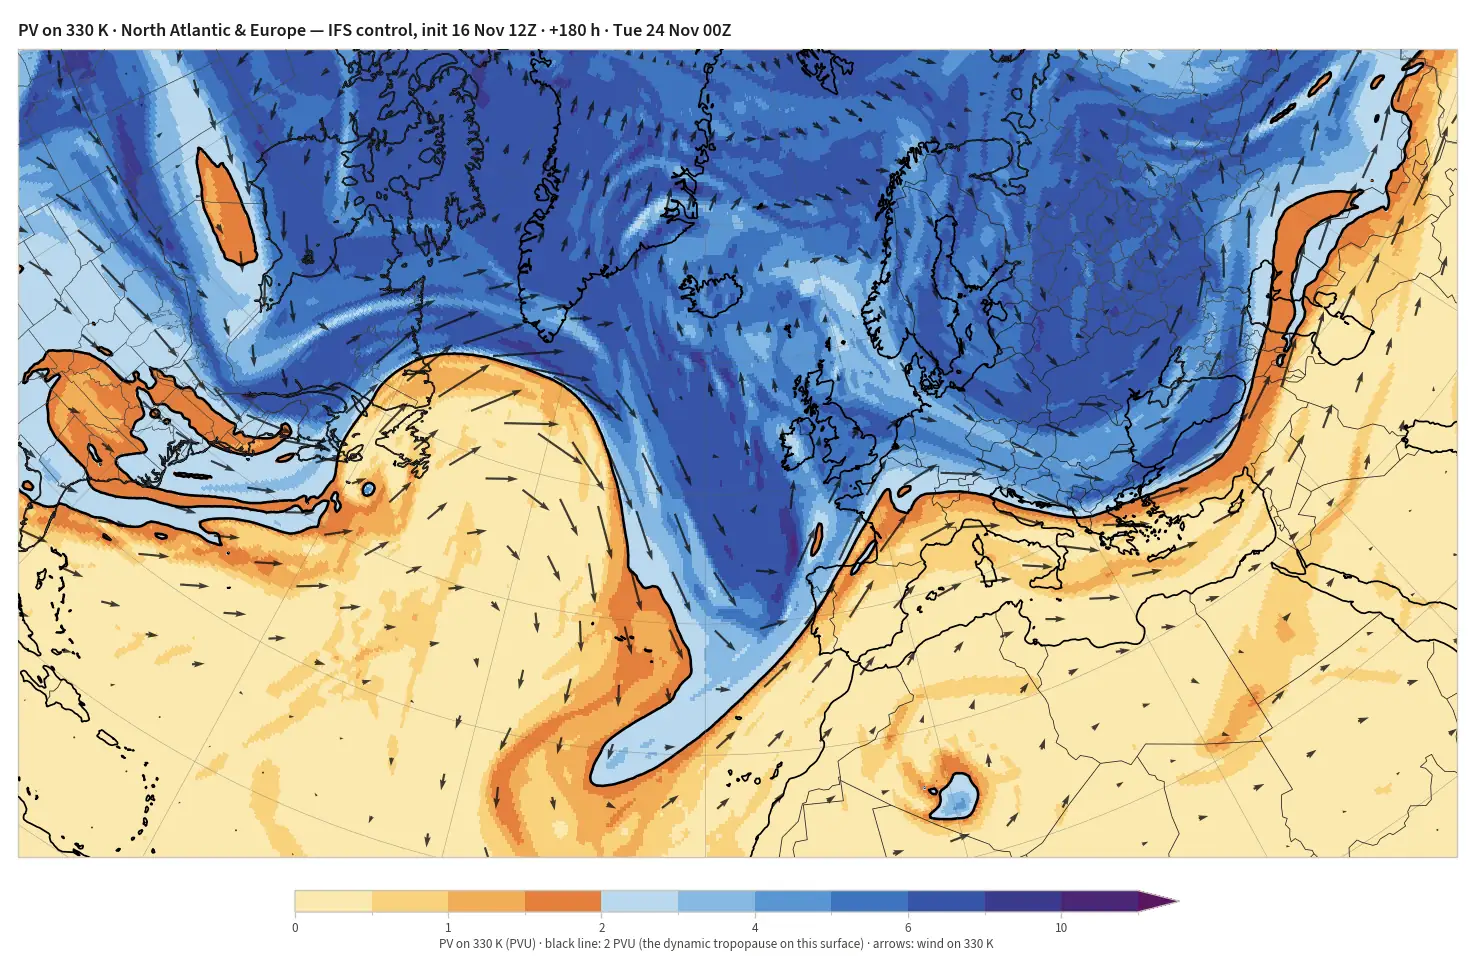 PV on 330 K · North Atlantic & Europe — IFS control, init 16 Nov 12Z · +180 h · Tue 24 Nov 00Z
0 1 2 4 6 10
PV on 330 K (PVU) · black line: 2 PVU (the dynamic tropopause on this surface) · arrows: wind on 330 K